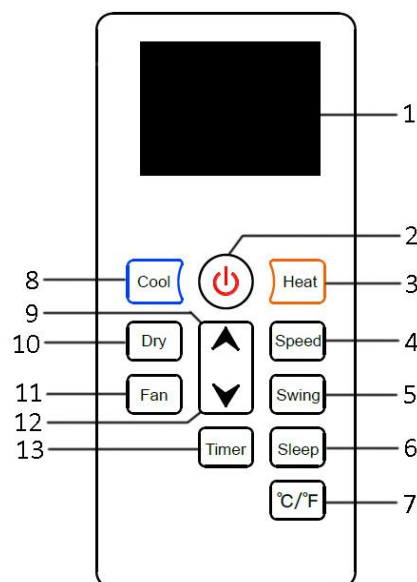 1
2
8 Cool Heat 3
9
10 Dry Speed 4
11 Fan Swing 5
12
13 Timer Sleep 6
°C/°F 7